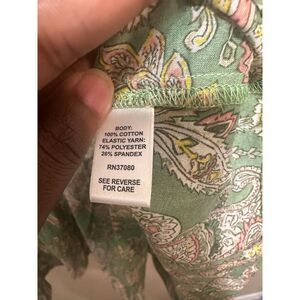 BODY:
100% COTTON
ELASTIC YARN:
74% POLYESTER
26% SPANDEX
RN37080
SEE REVERSE
FOR CARE